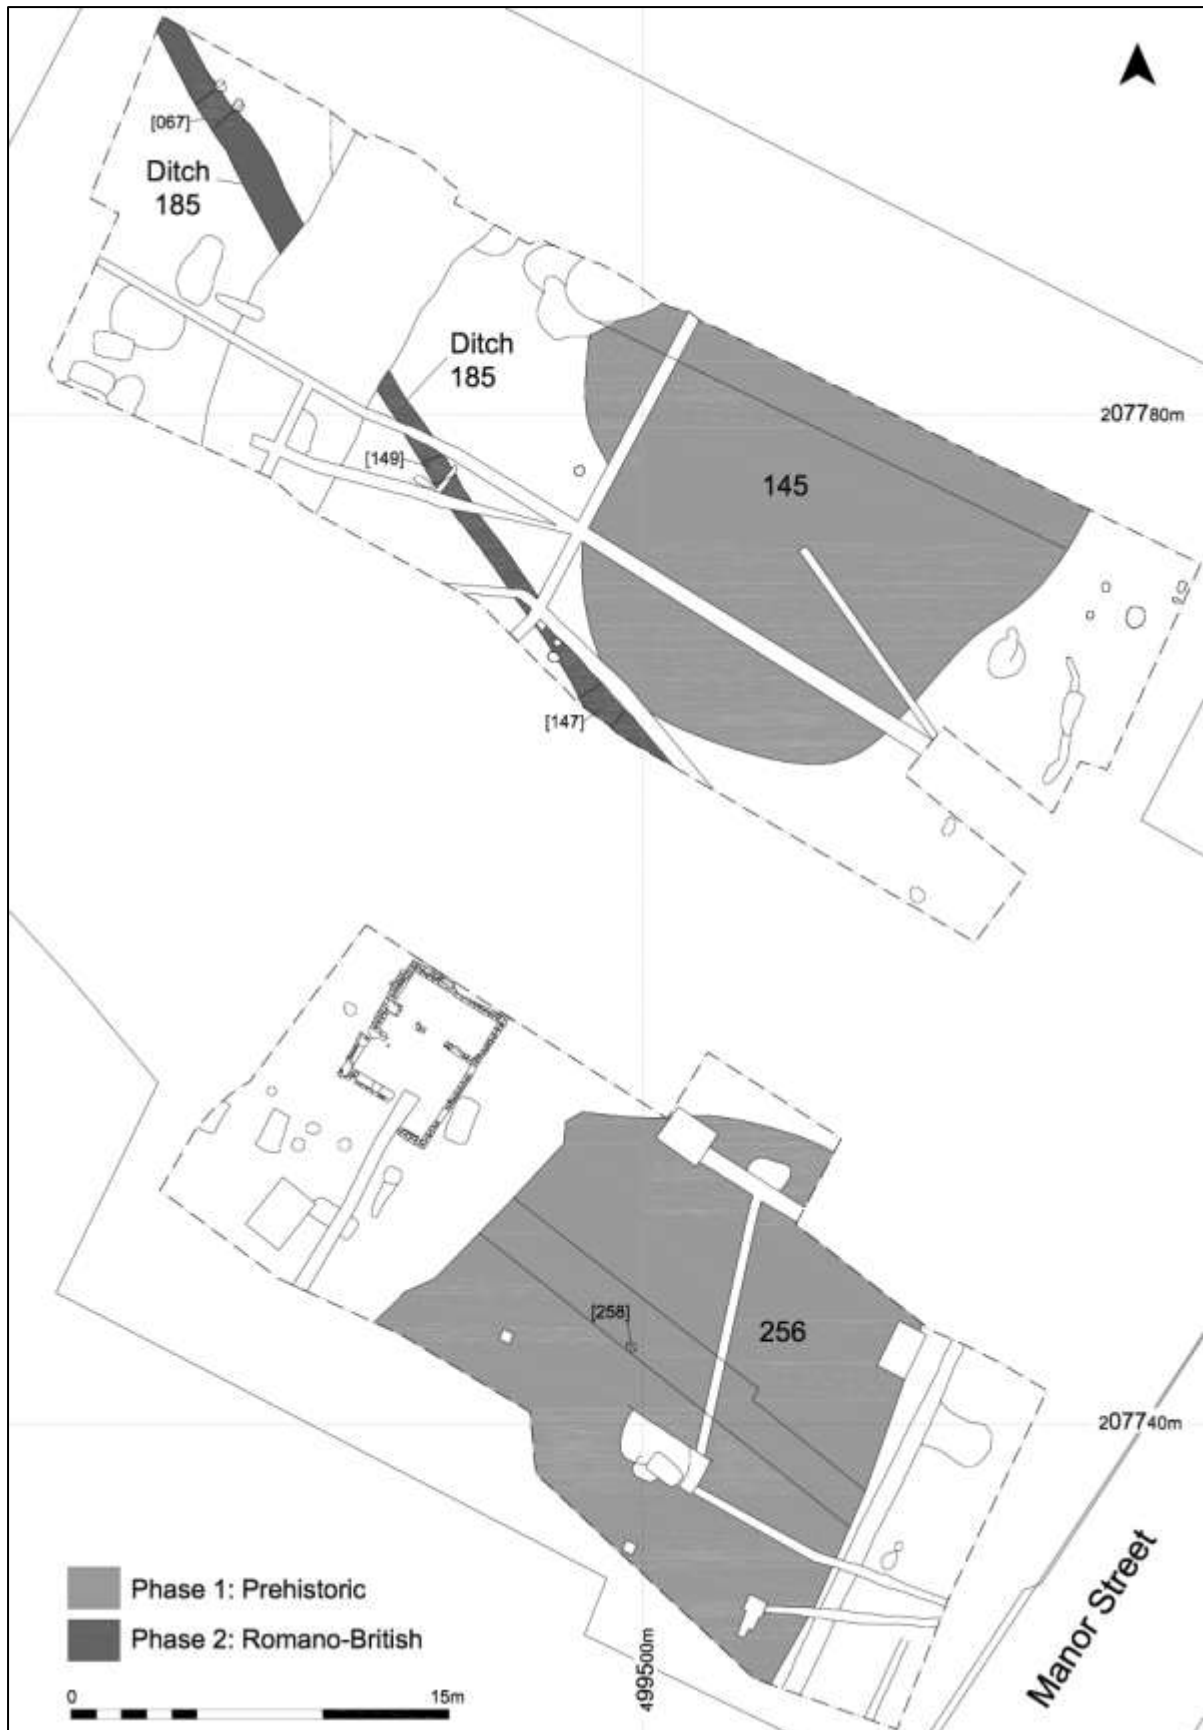 [067]
Ditch
185
Ditch
185
[149]
207780m
145
[147]
[258]
256
207740m
Phase 1: Prehistoric
Phase 2: Romano-British
0 15m
499500m
Manor Street